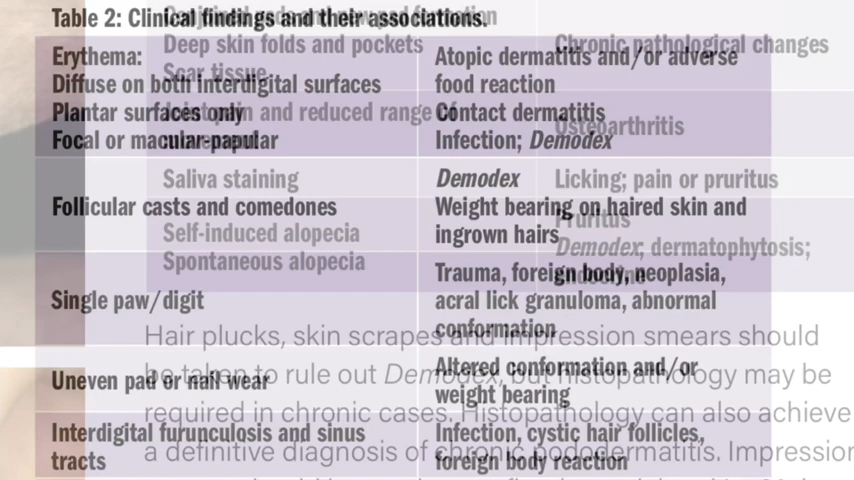 Table 2: Clinical findings and their associations.
Erythema:
Diffuse on both interdigital surfaces
Plantar surfaces only
Focal or macular-papular
Atopic dermatitis and/or adverse
food reaction
Contact dermatitis
Infection; Demodex
Follicular casts and comedones
Demodex
Weight bearing on haired skin and
ingrown hairs
Single paw/digit
Trauma, foreign body, neoplasia,
acral lick granuloma, abnormal
conformation
Uneven pad or nail wear
Altered conformation and/or
weight bearing
Interdigital furunculosis and sinus
tracts
Infection, cystic hair follicles,
foreign body reaction
Deep skin folds and pockets
Scar tissue
Chronic pathological changes
pain and reduced range of
Osteoarthritis
Saliva staining
Licking; pain or pruritus
Self-induced alopecia
Pruritus
Spontaneous alopecia
Demodex; dermatophytosis;
Hair plucks, skin scrapes and impression smears should
be taken to rule out Demodex, but histopathology may be
required in chronic cases. Histopathology can also achieve
a definitive diagnosis of chronic pododermatitis. Impression